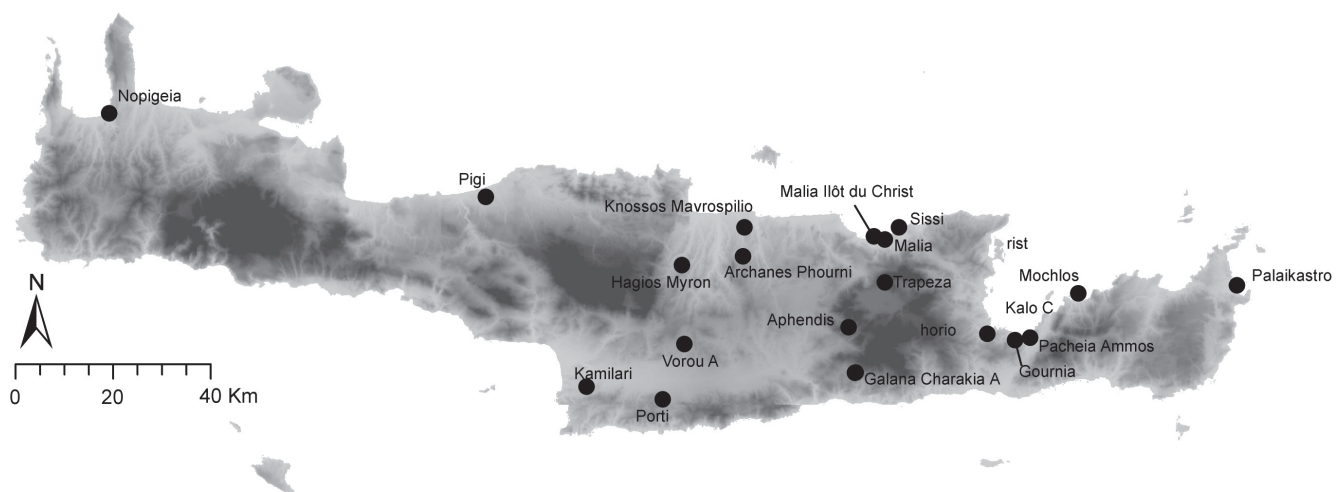 Nopigeia
Pigi
Malia Ilôt du Christ
Knossos Mavrospilio
Sissi
Malia
rist
Archanes Phourni
Hagios Myron
Trapeza
Mochlos
Palaikastro
Kalo C
N
Aphendis
horio
Pacheia Ammos
Vorou A
Gournia
Kamilari
Galana Charakia A
Porti
0 20 40 Km